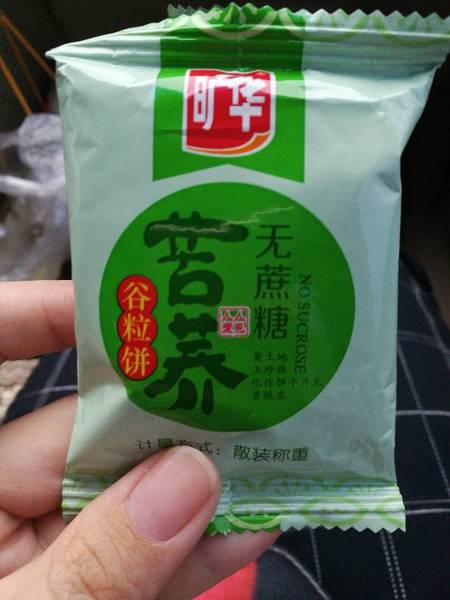 旷华
苦荞
谷粒饼
无蔗糖
NO SUCROSE
黄土地
玉珍珠
化作饼干片儿
香脆浓
计量方式：散装称重